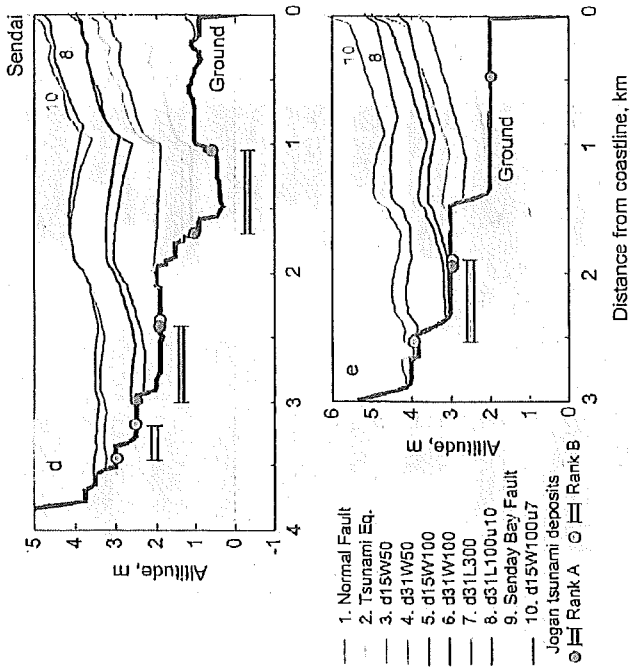 Sendai
d
10
8
Ground
5
4
3
2
1
0
-1
Altitude, m
4
3
2
1
0
e
10
8
Ground
6
5
4
3
2
1
0
Altitude, m
3
2
1
0
Distance from coastline, km
1. Normal Fault
2. Tsunami Eq.
3. d15W50
4. d31W50
5. d15W100
6. d31W100
7. d31L300
8. d31L100u10
9. Senday Bay Fault
10. d15W100u7
Jogan tsunami deposits
Rank A Rank B